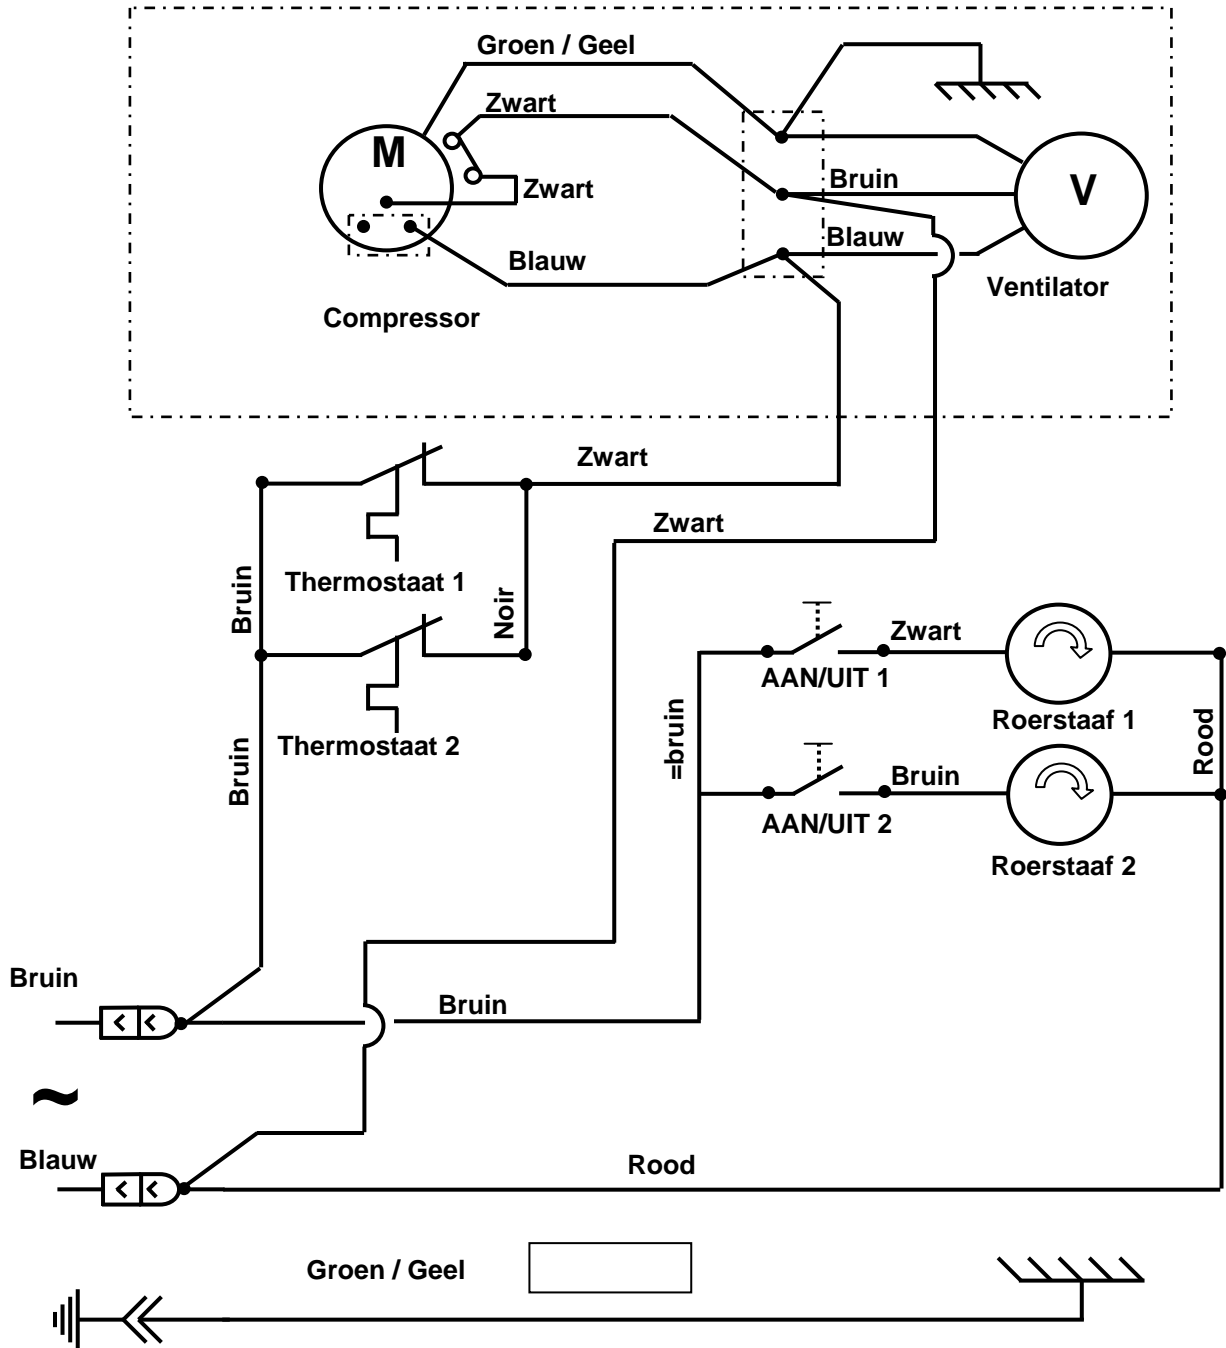 Groen / Geel
Zwart
M
Zwart
Bruin
V
Blauw
Blauw
Ventilator
Compressor
Zwart
Zwart
Thermostaat 1
Bruin
Noir
Zwart
AAN/UIT 1
Roerstaaf 1
=bruin
Rood
Thermostaat 2
Bruin
Bruin
AAN/UIT 2
Roerstaaf 2
Bruin
Bruin
~
Blauw
Rood
Groen / Geel